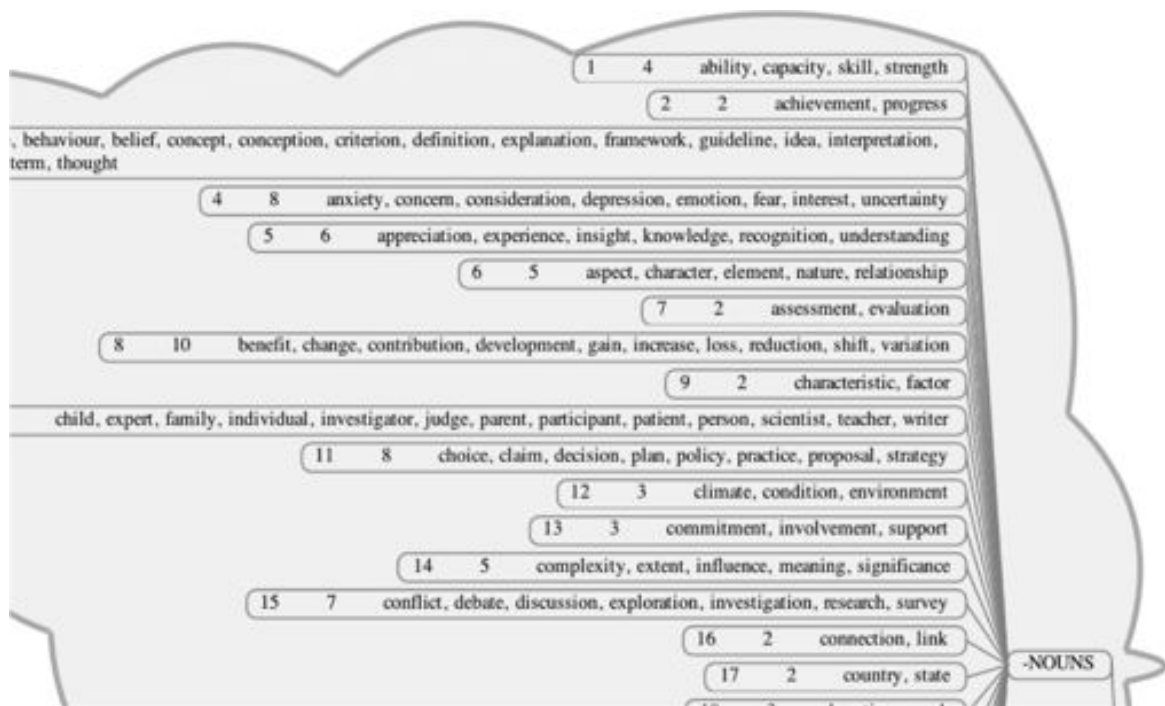 1 4 ability, capacity, skill, strength
2 2 achievement, progress
, behaviour, belief, concept, conception, criterion, definition, explanation, framework, guideline, idea, interpretation,
term, thought
4 8 anxiety, concern, consideration, depression, emotion, fear, interest, uncertainty
5 6 appreciation, experience, insight, knowledge, recognition, understanding
6 5 aspect, character, element, nature, relationship
7 2 assessment, evaluation
8 10 benefit, change, contribution, development, gain, increase, loss, reduction, shift, variation
9 2 characteristic, factor
child, expert, family, individual, investigator, judge, parent, participant, patient, person, scientist, teacher, writer
11 8 choice, claim, decision, plan, policy, practice, proposal, strategy
12 3 climate, condition, environment
13 3 commitment, involvement, support
14 5 complexity, extent, influence, meaning, significance
15 7 conflict, debate, discussion, exploration, investigation, research, survey
16 2 connection, link
-NOUNS
17 2 country, state